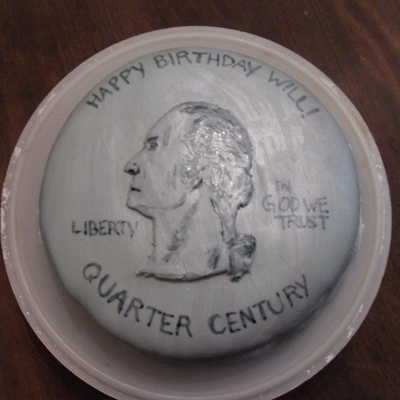 HAPPY BIRTHDAY WILL!
LIBERTY
IN
GOD WE
TRUST
QUARTER CENTURY